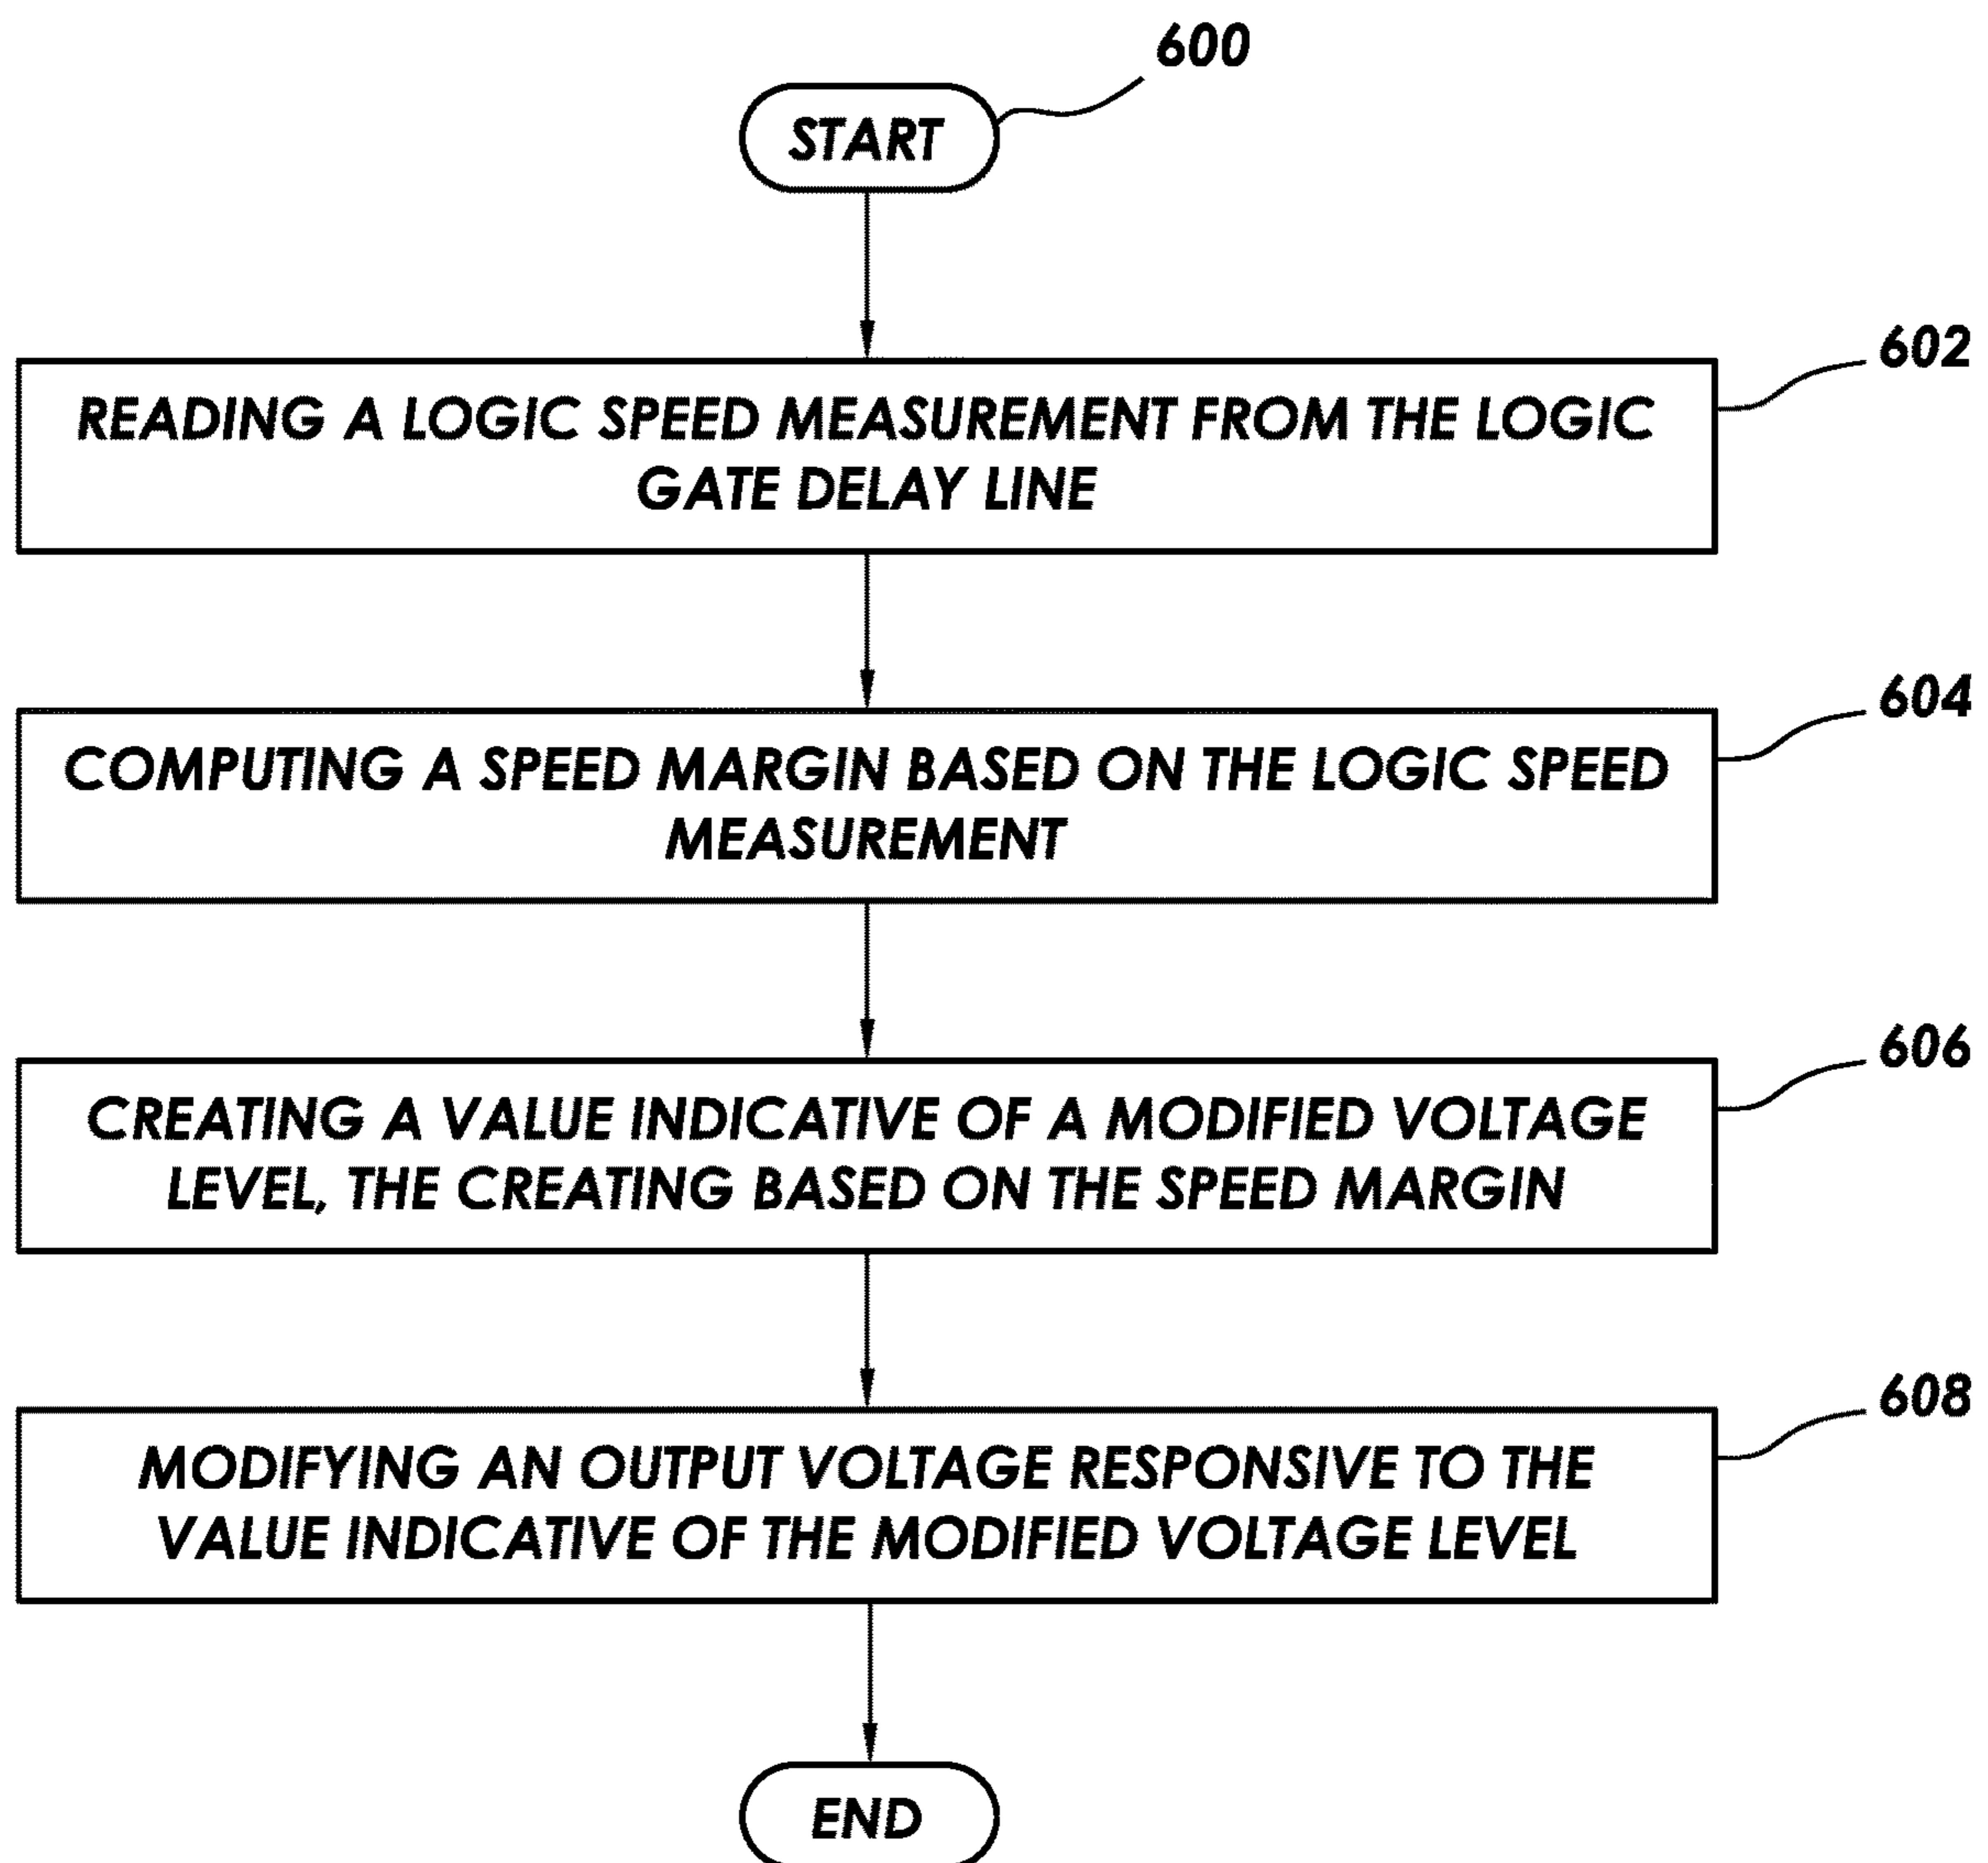 600
START
602
READING A LOGIC SPEED MEASUREMENT FROM THE LOGIC
GATE DELAY LINE
604
COMPUTING A SPEED MARGIN BASED ON THE LOGIC SPEED
MEASUREMENT
606
CREATING A VALUE INDICATIVE OF A MODIFIED VOLTAGE
LEVEL, THE CREATING BASED ON THE SPEED MARGIN
608
MODIFYING AN OUTPUT VOLTAGE RESPONSIVE TO THE
VALUE INDICATIVE OF THE MODIFIED VOLTAGE LEVEL
END